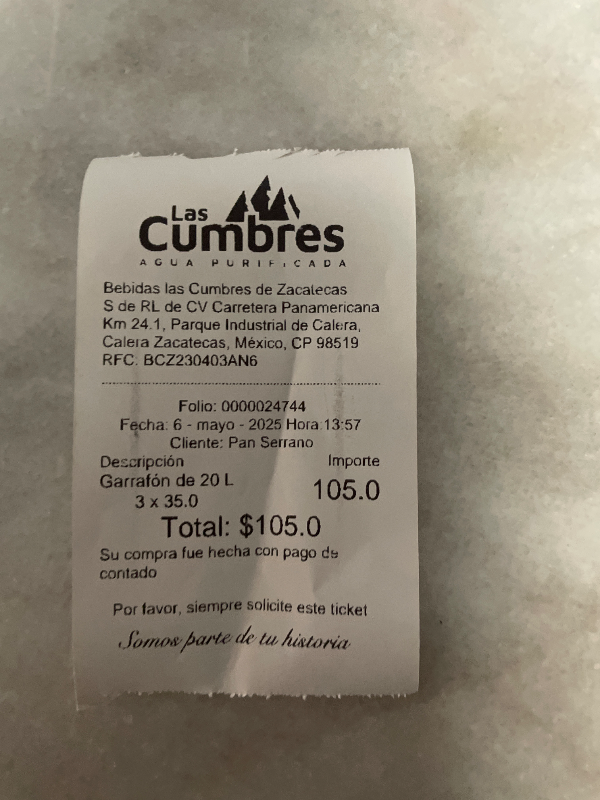 Las
Cumbres
AGUA PURIFICADA
Bebidas las Cumbres de Zacatecas
S de RL de CV Carretera Panamericana
Km 24.1, Parque Industrial de Calera,
Calera Zacatecas, México, CP 98519
RFC: BCZ230403AN6
Folio: 0000024744
Fecha: 6 - mayo - 2025 Hora:13:57
Cliente: Pan Serrano
Descripción Importe
Garrafón de 20 L
3 x 35.0 105.0
Total: $105.0
Su compra fue hecha con pago de
contado
Por favor, siempre solicite este ticket
Somos parte de tu historia